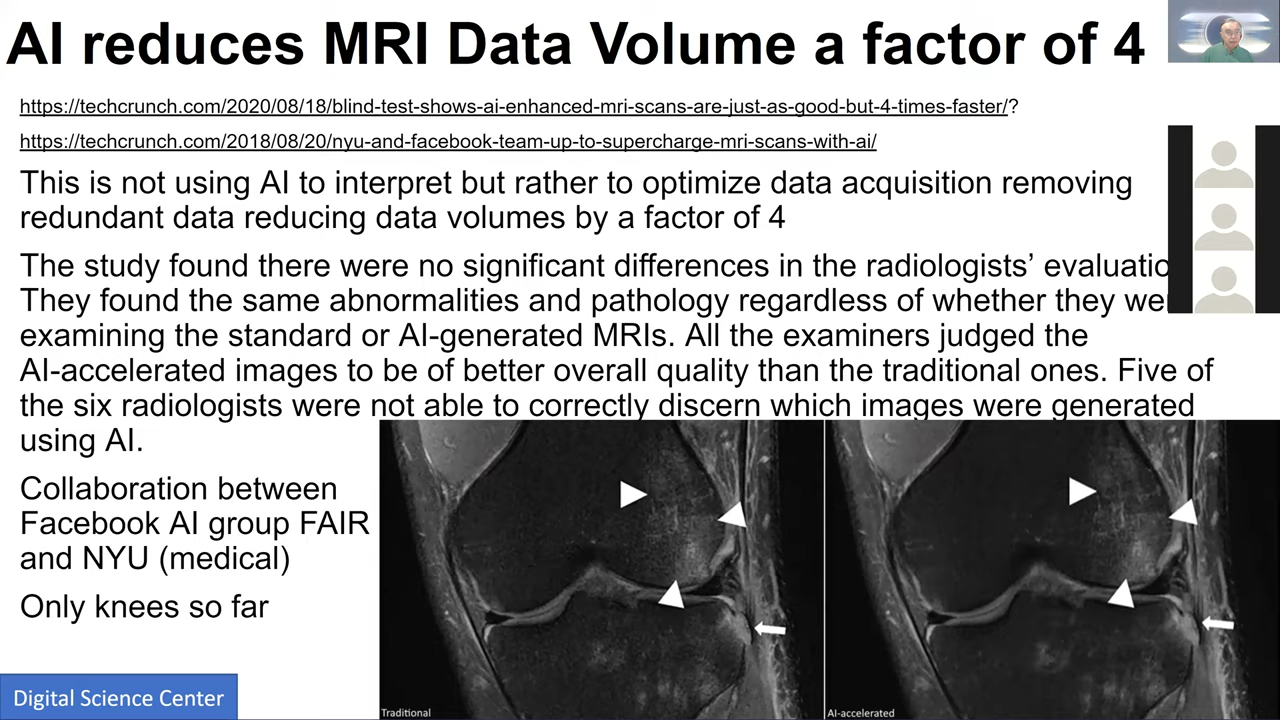 AI reduces MRI Data Volume a factor of 4
https://techcrunch.com/2020/08/18/blind-test-shows-ai-enhanced-mri-scans-are-just-as-good-but-4-times-faster/?
https://techcrunch.com/2018/08/20/nyu-and-facebook-team-up-to-supercharge-mri-scans-with-ai/
This is not using AI to interpret but rather to optimize data acquisition removing
redundant data reducing data volumes by a factor of 4
The study found there were no significant differences in the radiologists’
They found the same abnormalities and pathology regardless of whether they
examining the standard or AI-generated MRIs. All the examiners judged the
AI-accelerated images to be of better overall quality than the traditional ones. Five of
the six radiologists were not able to correctly discern which images were generated
using AI.
Collaboration between
Facebook AI group FAIR
and NYU (medical)
Only knees so far
Digital Science Center
Traditional
AI-accelerated